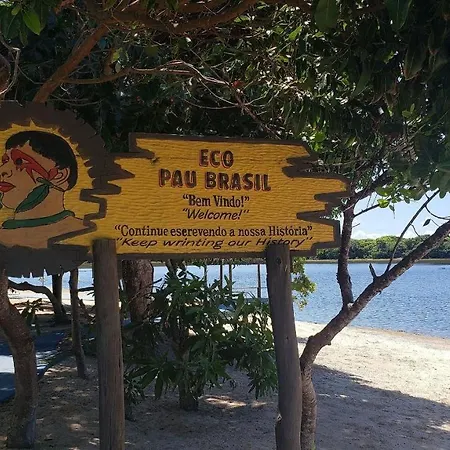 ECO
PAU BRASIL
"Bem Vindo!"
"Welcome!"
"Continue eserevendo a nossa História"
"Keep wrinting our History"